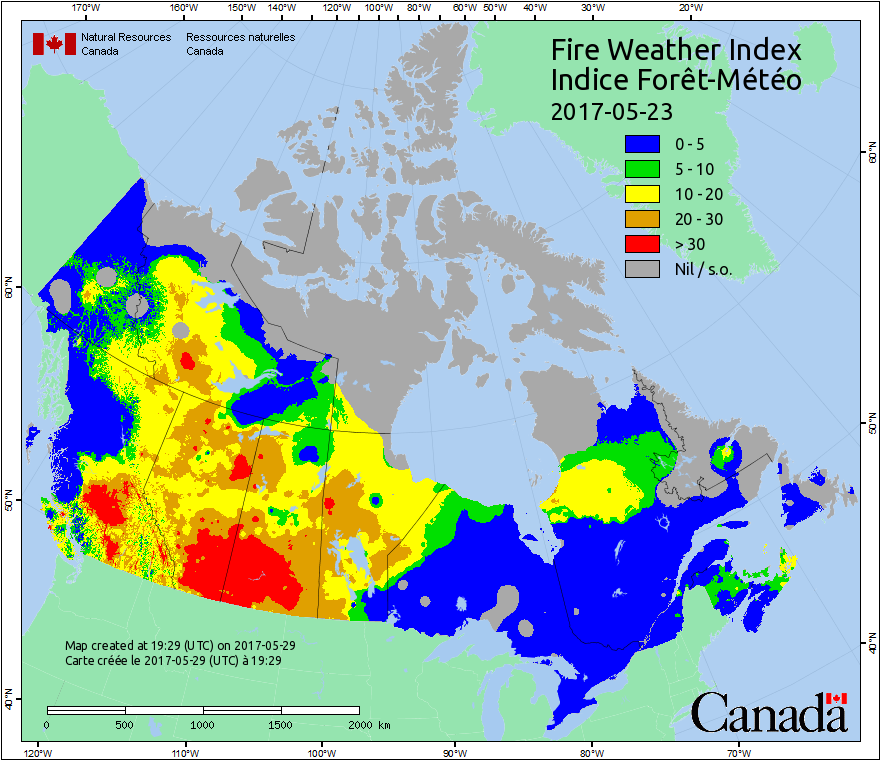 170°W 160°W 150°W 140°W 130°W 120°W 110°W 100°W 90°W 80°W 70°W 60°W 50°W 40°W 30°W 20°W
Natural Resources Ressources naturelles
Canada Canada
Fire Weather Index
Indice Forêt-Météo
2017-05-23
0 - 5
5 - 10
10 - 20
20 - 30
> 30
Nil / s.o.
60°N
60°N
50°N
50°N
40°N
40°N
Map created at 19:29 (UTC) on 2017-05-29
Carte créée le 2017-05-29 (UTC) à 19:29
0 500 1000 1500 2000 km
Canada
120°W 110°W 100°W 90°W 80°W 70°W